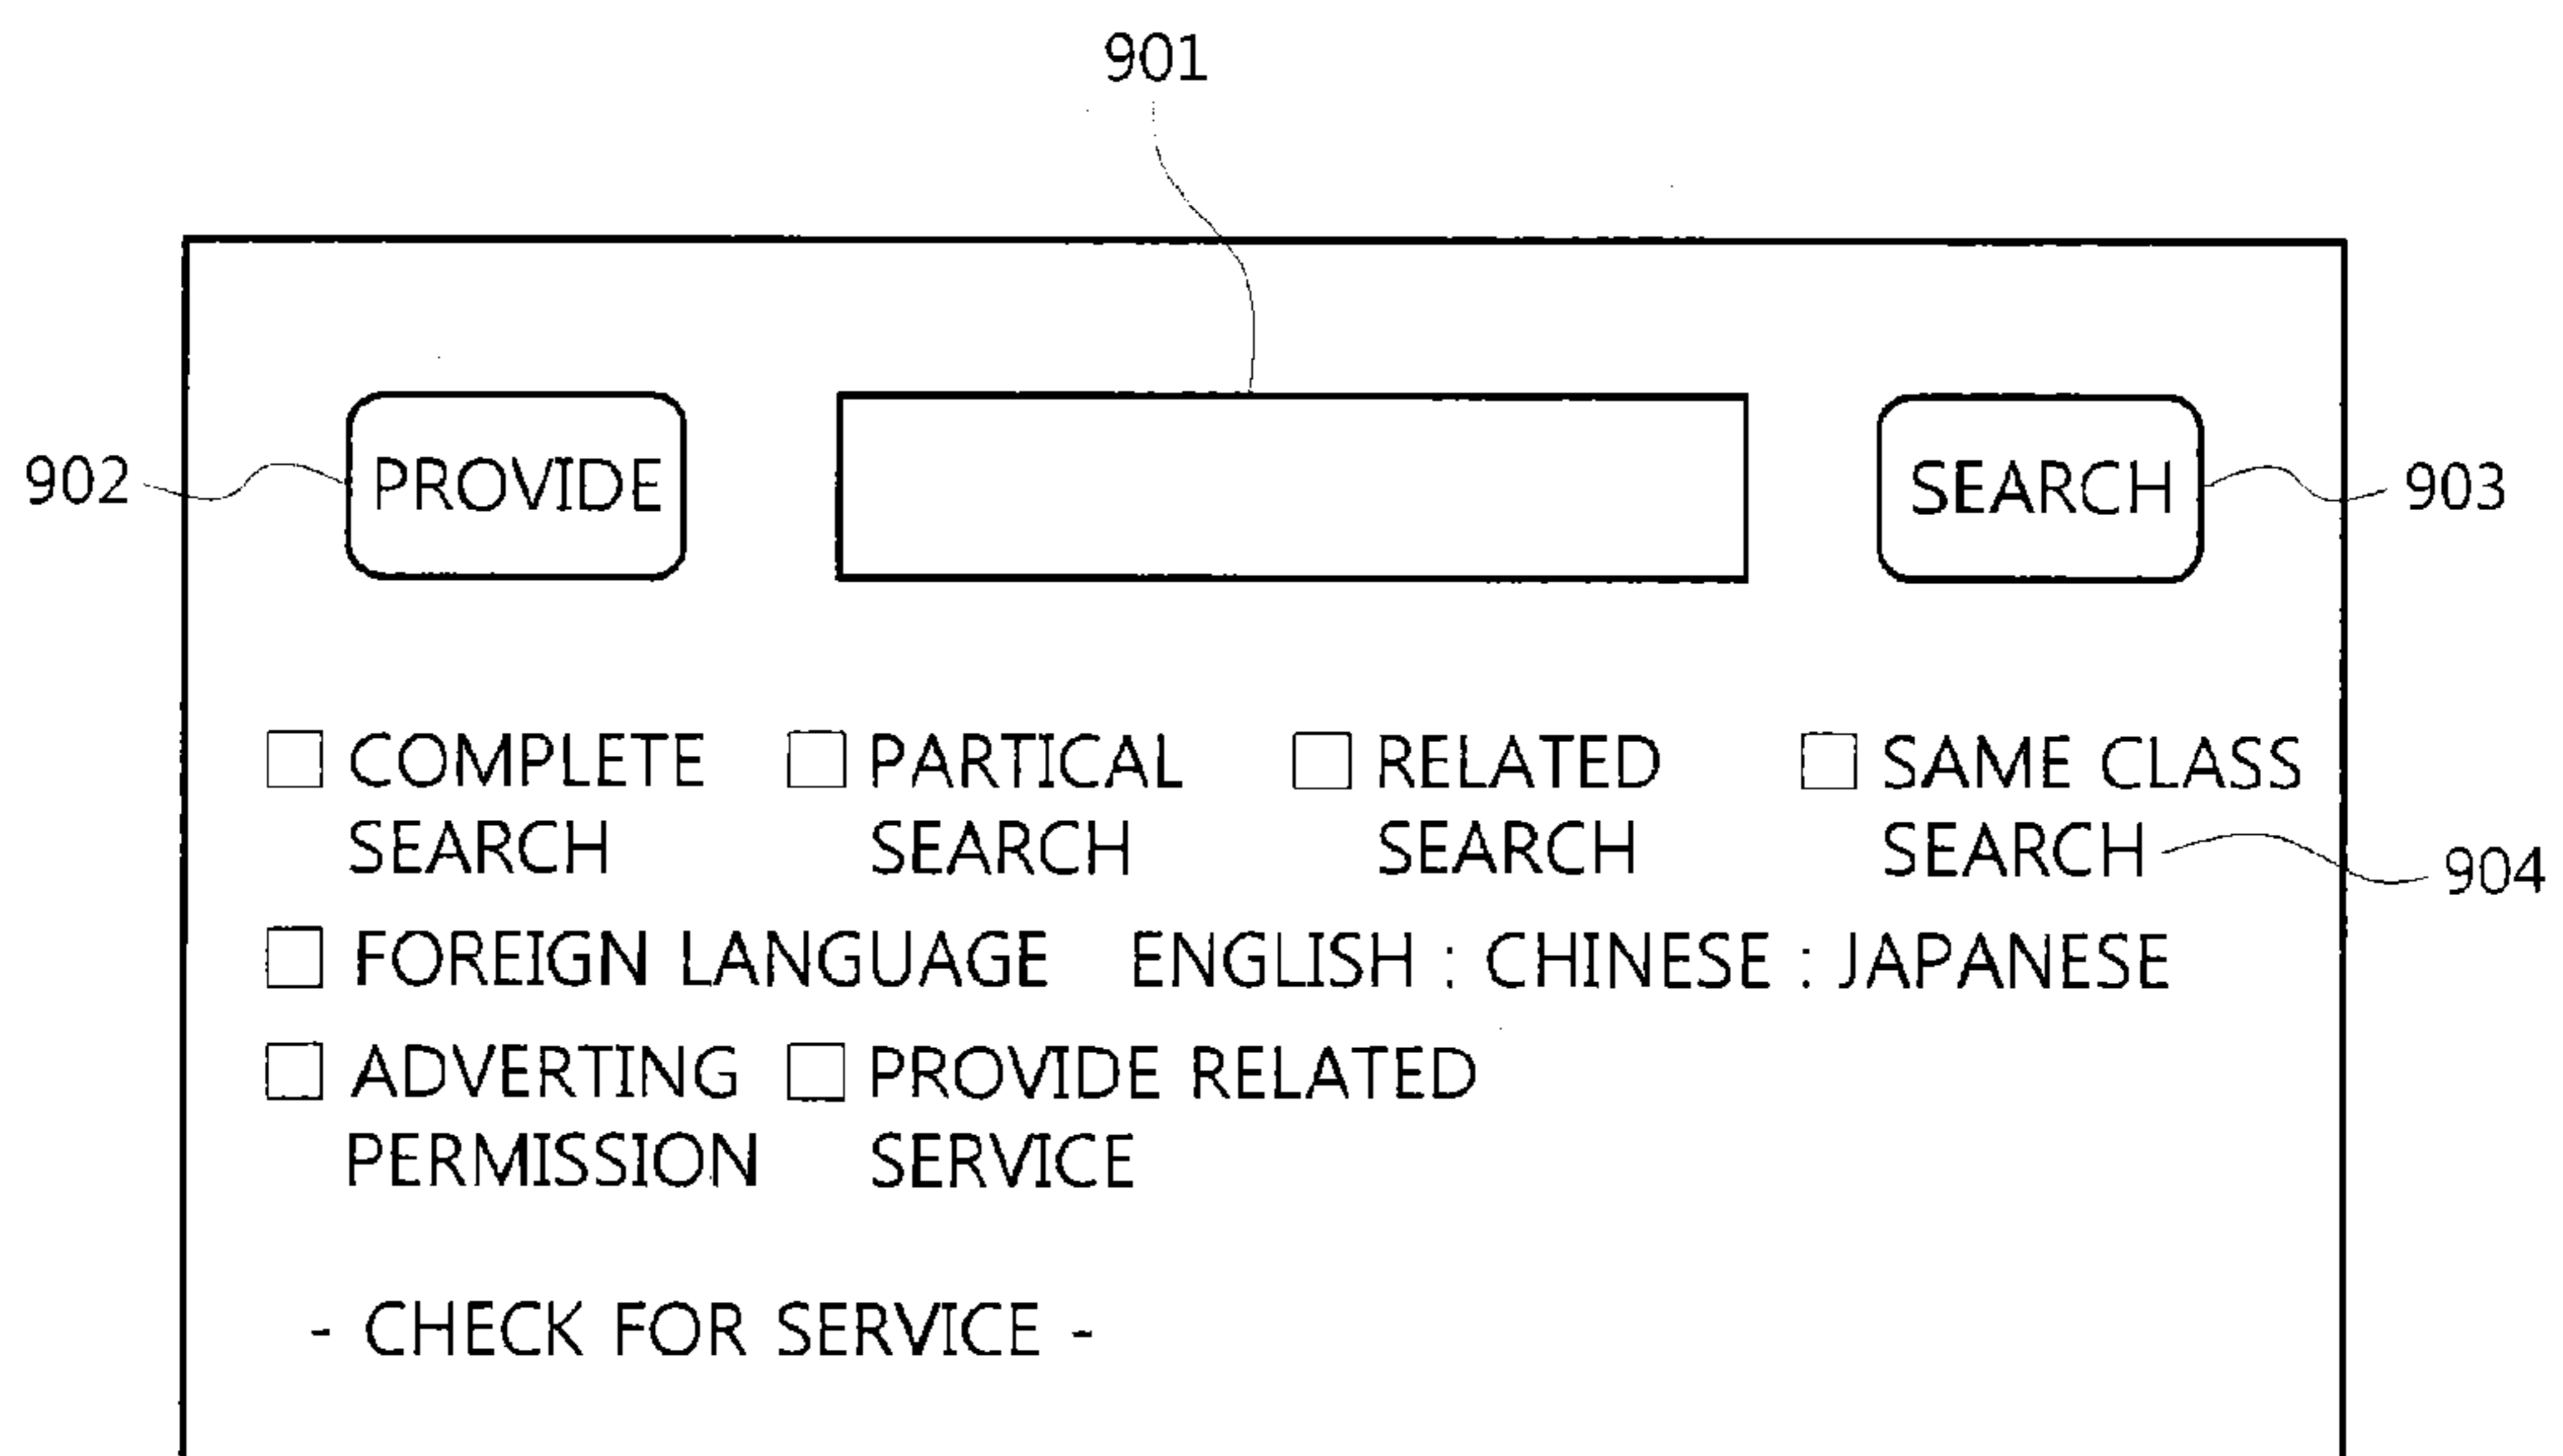 901
902 PROVIDE SEARCH 903
COMPLETE PARTICAL RELATED SAME CLASS
SEARCH SEARCH SEARCH SEARCH 904
FOREIGN LANGUAGE ENGLISH : CHINESE : JAPANESE
ADVERTING PROVIDE RELATED
PERMISSION SERVICE
- CHECK FOR SERVICE -